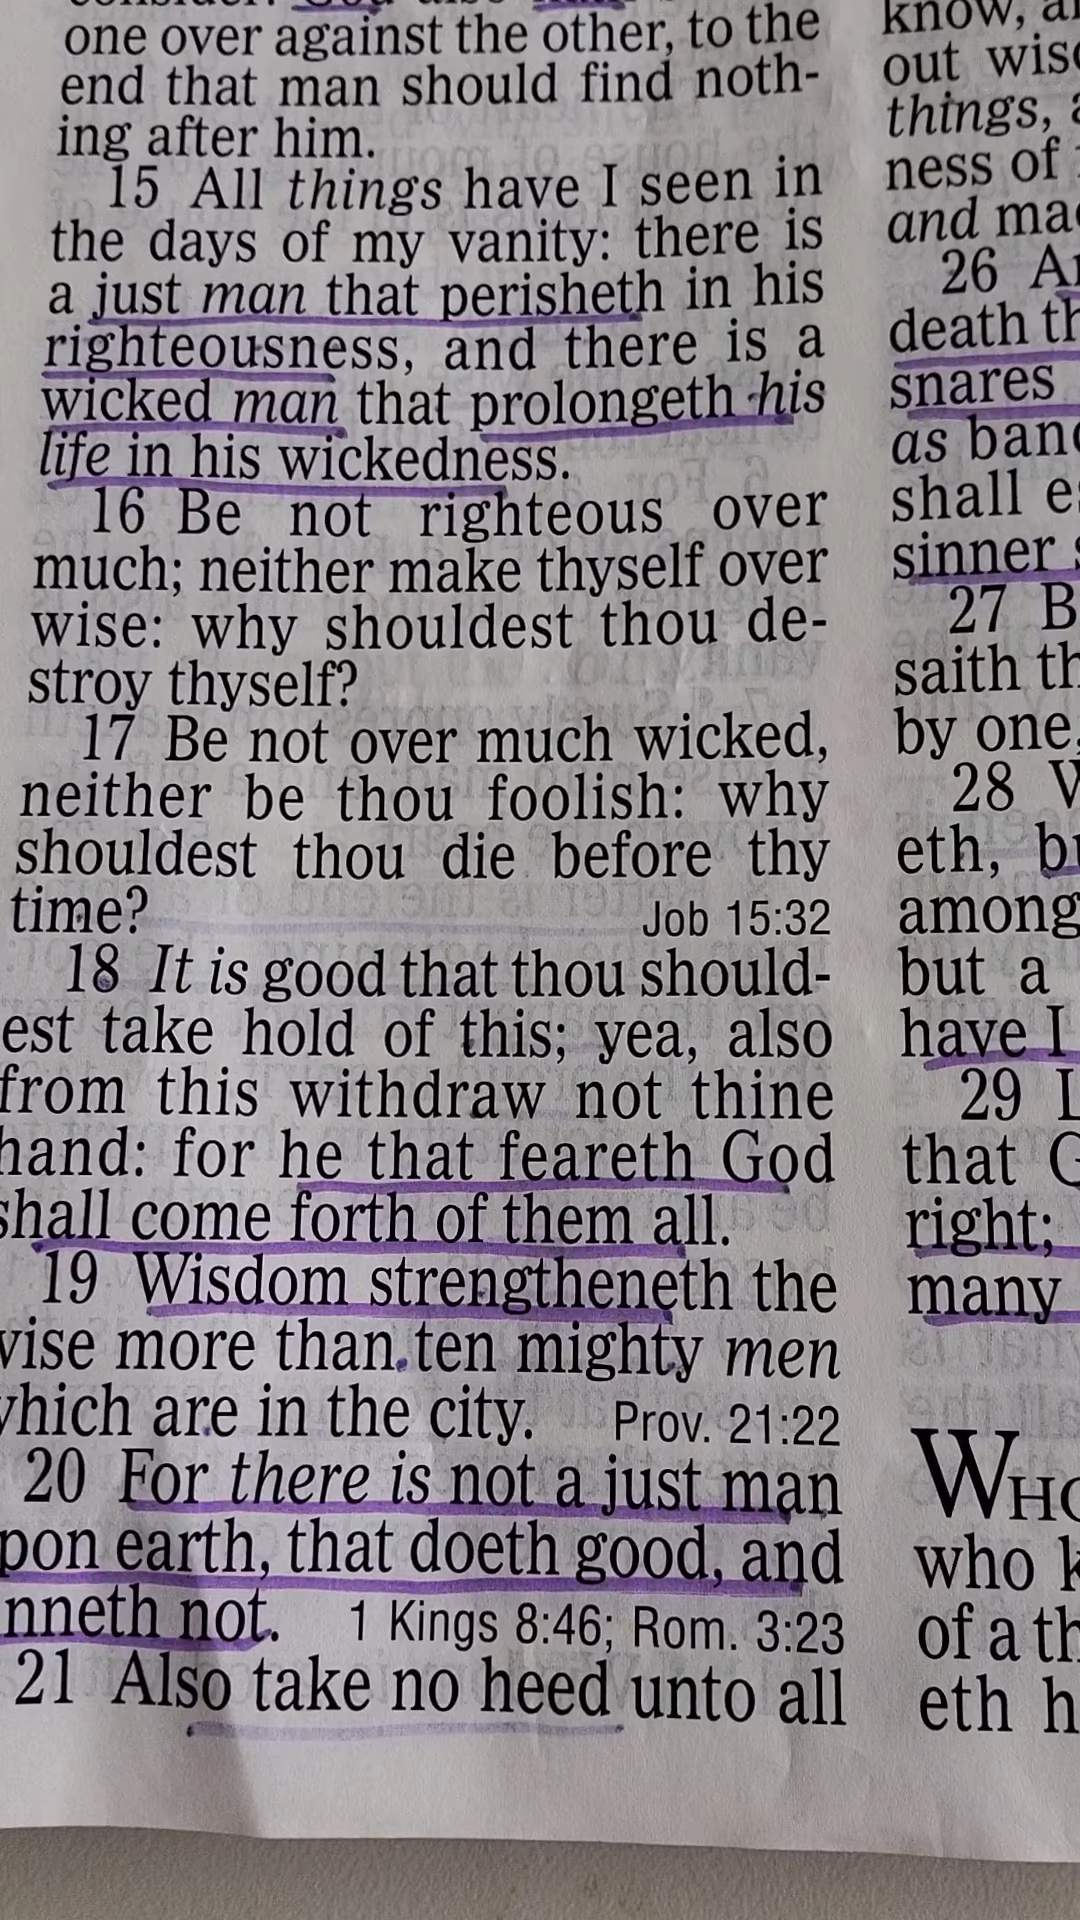 one over against the other, to the
end that man should find noth-
ing after him.
15 All things have I seen in
the days of my vanity: there is
a just man that perisheth in his
righteousness, and there is a
wicked man that prolongeth his
life in his wickedness.
16 Be not righteous over
much; neither make thyself over
wise: why shouldest thou de-
stroy thyself?
17 Be not over much wicked,
neither be thou foolish: why
shouldest thou die before thy
time? Job 15:32
18 It is good that thou should-
est take hold of this; yea, also
from this withdraw not thine
hand: for he that feareth God
shall come forth of them all.
19 Wisdom strengtheneth the
wise more than ten mighty men
which are in the city. Prov. 21:22
20 For there is not a just man
pon earth, that doeth good, and
nneth not. 1 Kings 8:46; Rom. 3:23
21 Also take no heed unto all
know,
out
things,
ness of
and
26
death
snares
as
shall
sinner
27
saith
by one,
28
eth,
among
but a
have I
29
that
right;
many
who
of a
eth